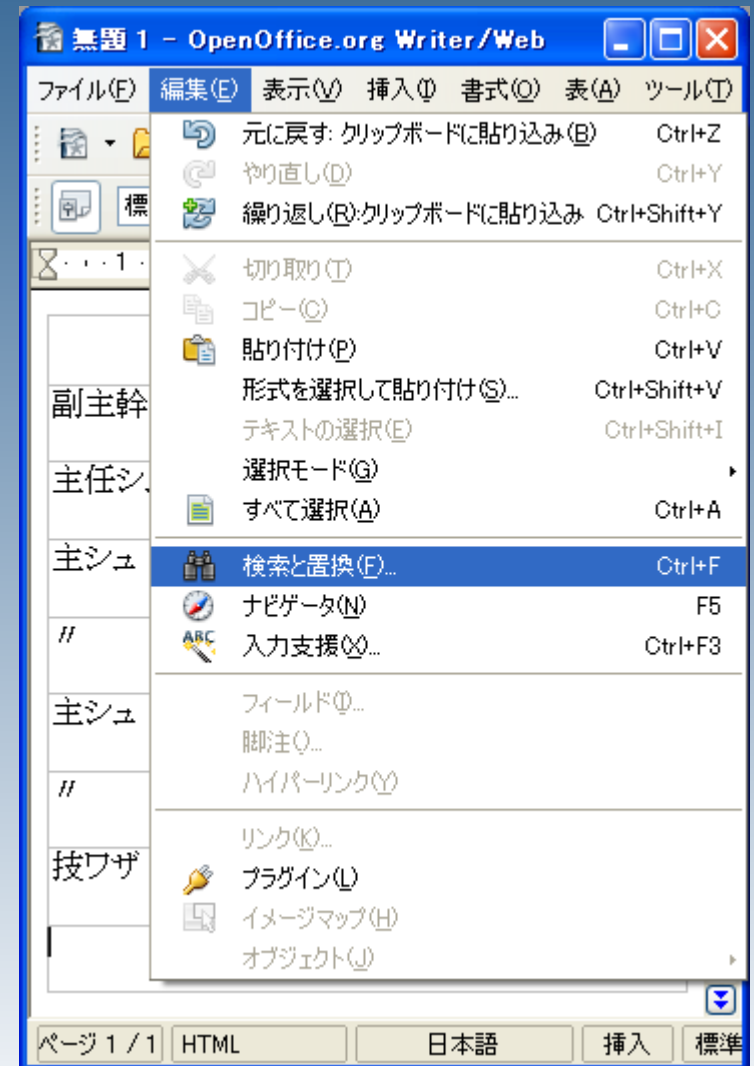 無題 1 - OpenOffice.org Writer/Web
ファイル(F) 編集(E) 表示(V) 挿入(I) 書式(O) 表(A) ツール(T)
元に戻す: クリップボードに貼り込み(B) Ctrl+Z
やり直し(D) Ctrl+Y
標
繰り返し(R):クリップボードに貼り込み Ctrl+Shift+Y
1
切り取り(T) Ctrl+X
コピー(C) Ctrl+C
貼り付け(P) Ctrl+V
副主幹
形式を選択して貼り付け(S)... Ctrl+Shift+V
テキストの選択(E) Ctrl+Shift+I
主任シ
選択モード(G)
すべて選択(A) Ctrl+A
主シュ
検索と置換(F)... Ctrl+F
ナビゲータ(N) F5
〃
ABC
入力支援(X)... Ctrl+F3
主シュ
フィールド(I)...
脚注()...
〃
ハイパーリンク(Y)
リンク(K)...
技ワザ
プラグイン(L)
イメージマップ(H)
オブジェクト(J)
ページ 1 / 1 HTML 日本語 挿入 標準